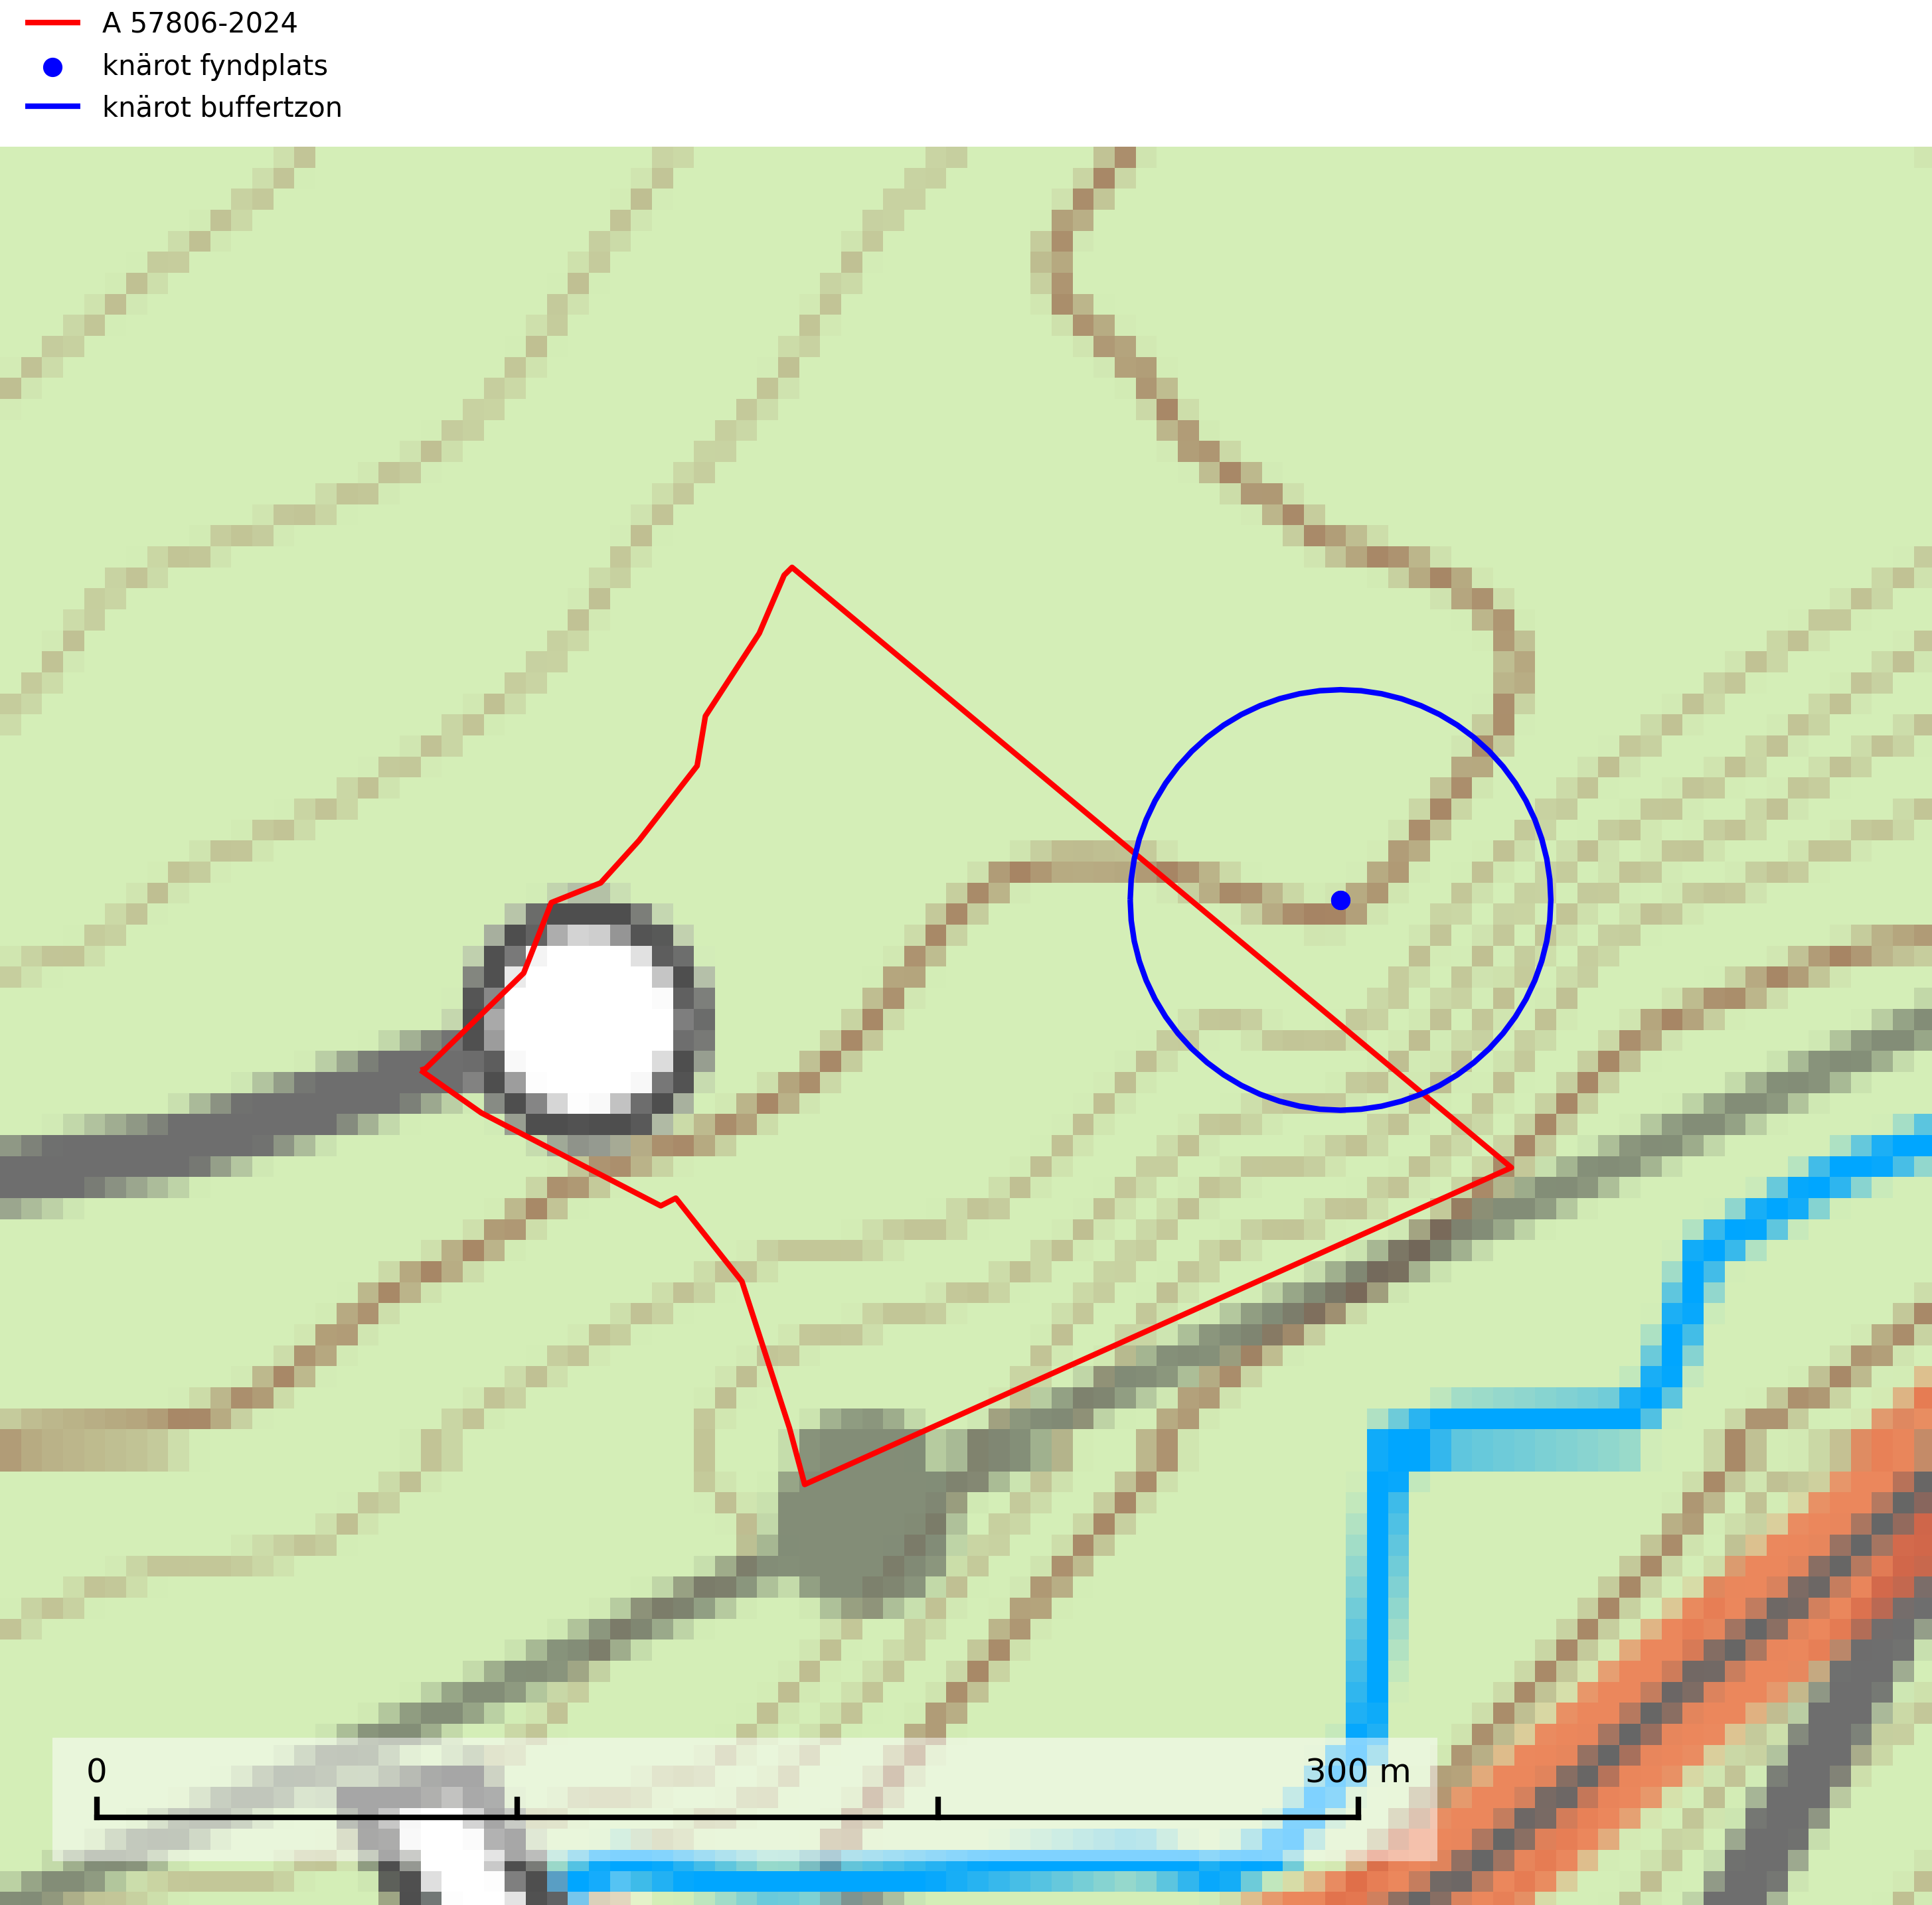 A 57806-2024
knärot fyndplats
knärot buffertzon
0
300 m